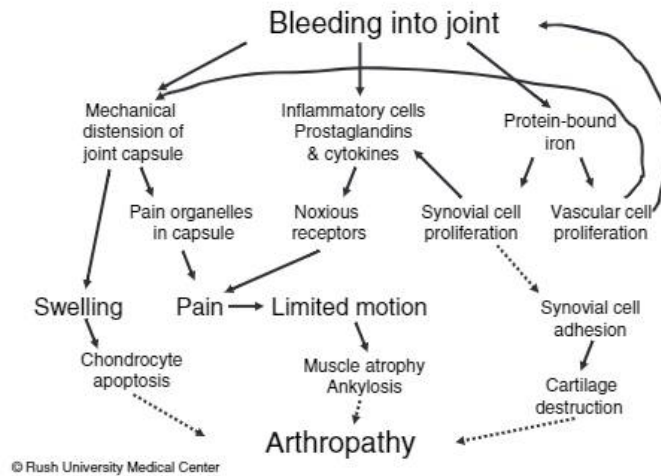 Bleeding into joint
Mechanical
distension of
joint capsule
Inflammatory cells
Prostaglandins
& cytokines
Protein-bound
iron
Pain organelles
in capsule
Noxious
receptors
Synovial cell
proliferation
Vascular cell
proliferation
Swelling
Pain
Limited motion
Synovial cell
adhesion
Chondrocyte
apoptosis
Muscle atrophy
Ankylosis
Cartilage
destruction
Arthropathy
© Rush University Medical Center